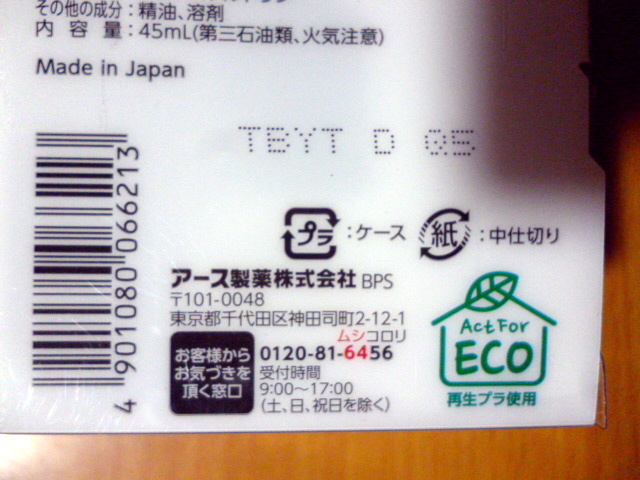 その他の成分：精油、溶剤
内 容 量：45mL(第三石油類、火気注意)
Made in Japan
TBYT D Q5
4 901080 066213
プラ：ケース
紙：中仕切り
アース製薬株式会社 BPS
〒101-0048
東京都千代田区神田司町2-12-1
ムシコロリ
お客様から
お気づきを
頂く窓口
0120-81-6456
受付時間
9:00〜17:00
(土、日、祝日を除く)
Act For
ECO
再生プラ使用